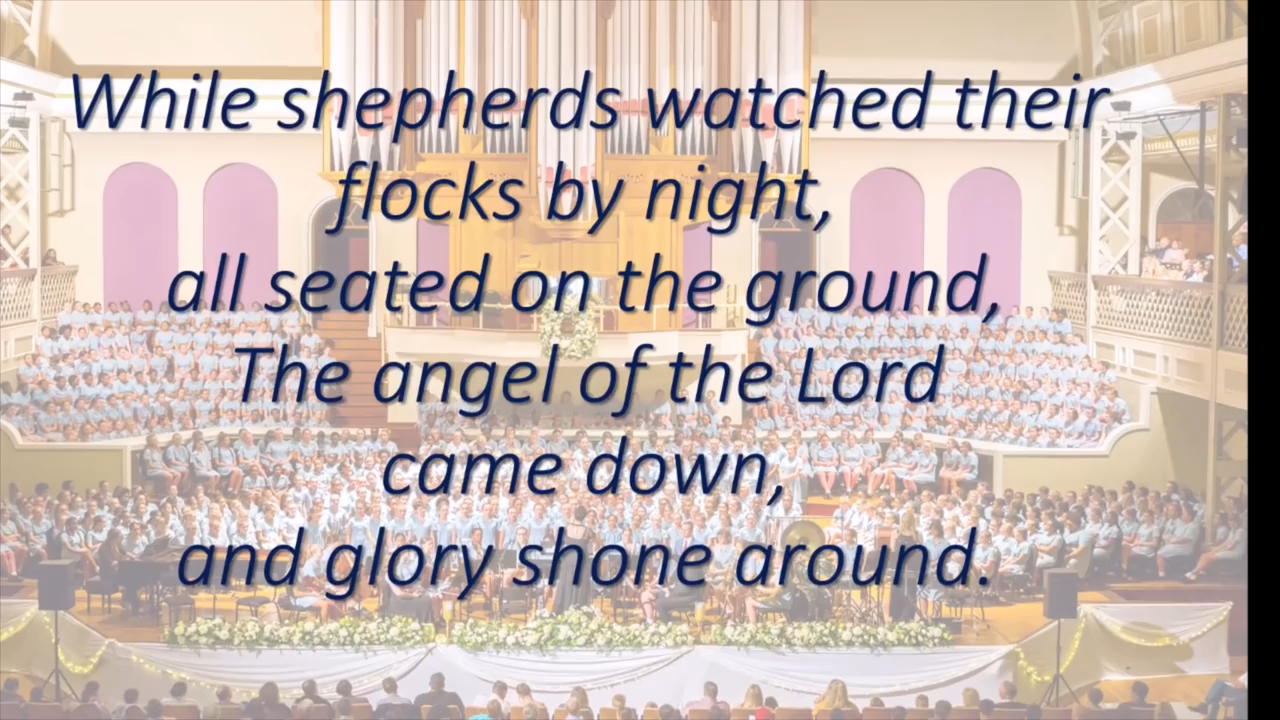 While shepherds watched their
flocks by night,
all seated on the ground,
The angel of the Lord
came down,
and glory shone around.